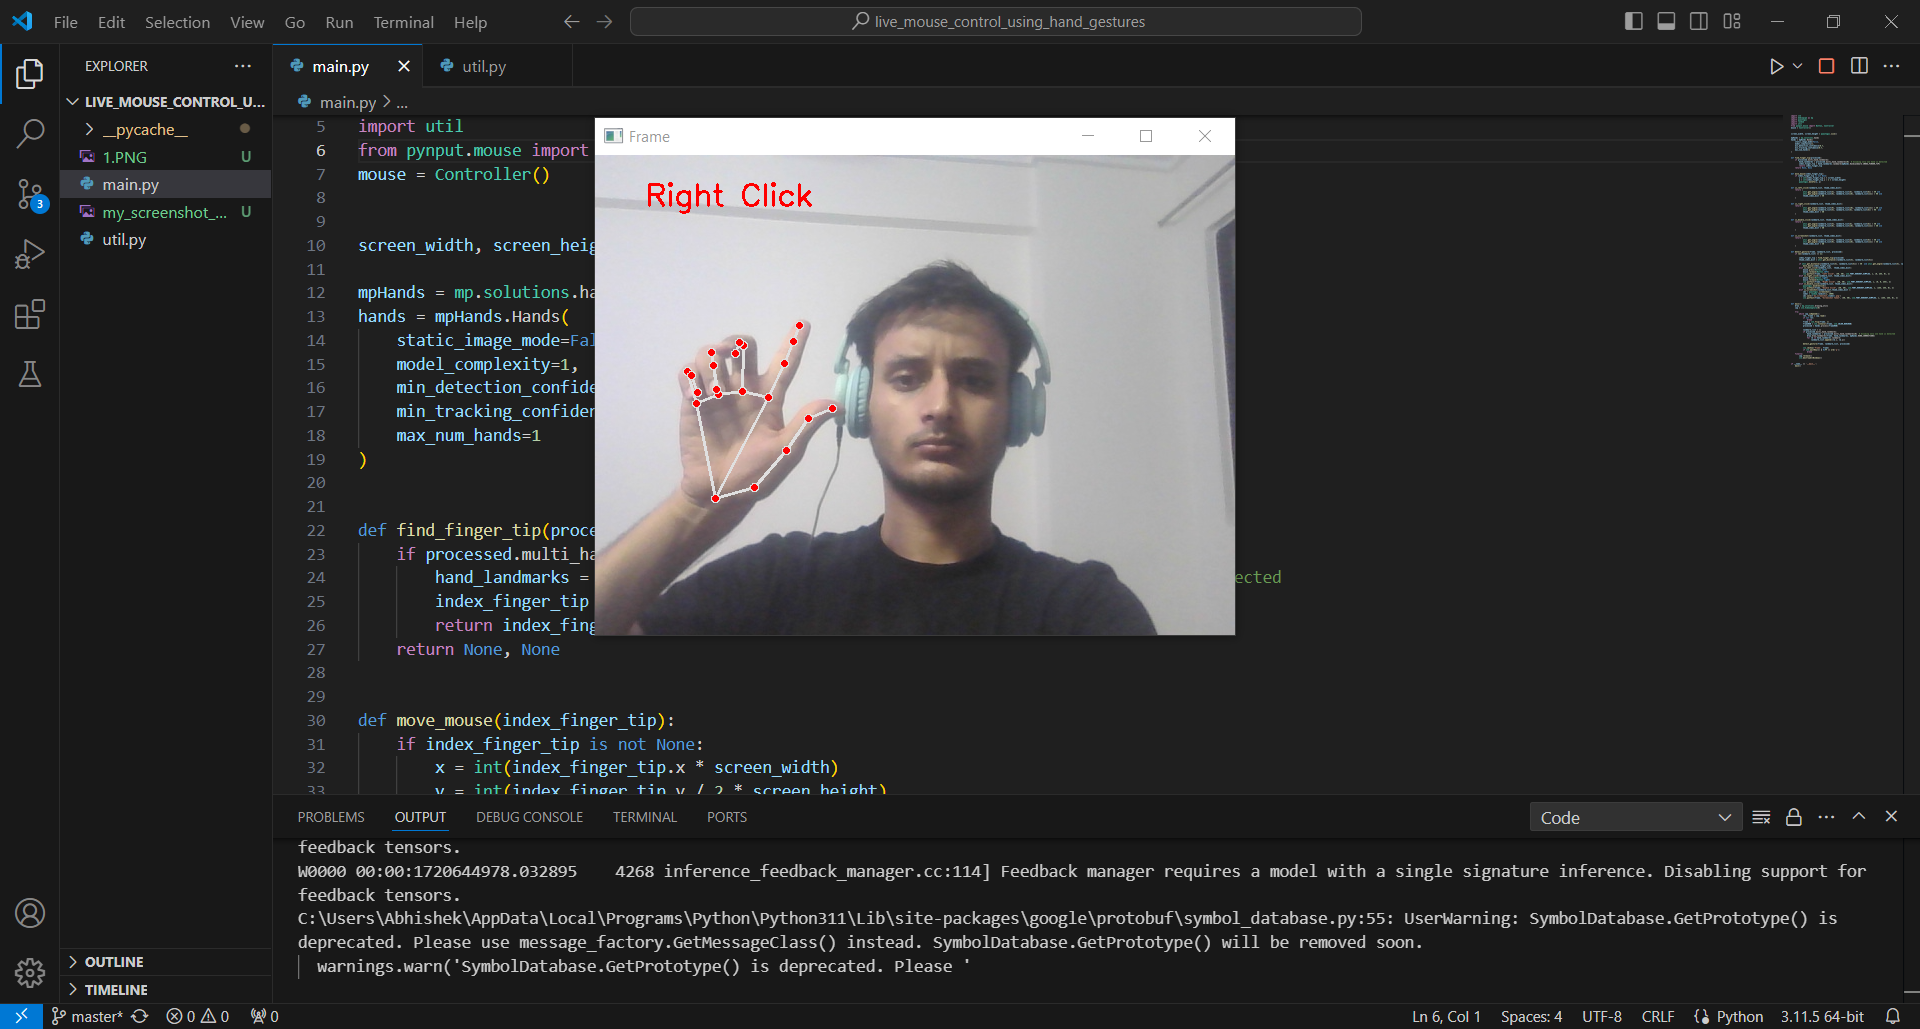 File Edit Selection View Go Run Terminal Help
live_mouse_control_using_hand_gestures
EXPLORER
LIVE_MOUSE_CONTROL_U...
__pycache__
1.PNG U
main.py
my_screenshot_... U
util.py
OUTLINE
TIMELINE
3
main.py
util.py
main.py > ...
5 import util
6 from pynput.mouse import
7 mouse = Controller()
8
9
10 screen_width, screen_heig
11
12 mpHands = mp.solutions.ha
13 hands = mpHands.Hands(
14 static_image_mode=Fal
15 model_complexity=1,
16 min_detection_confide
17 min_tracking_confiden
18 max_num_hands=1
19 )
20
21
22 def find_finger_tip(proce
23 if processed.multi_ha
24 hand_landmarks = ected
25 index_finger_tip
26 return index_fing
27 return None, None
28
29
30 def move_mouse(index_finger_tip):
31 if index_finger_tip is not None:
32 x = int(index_finger_tip.x * screen_width)
33 y = int(index_finger_tip.y / 2 * screen_height)
Frame
Right Click
PROBLEMS OUTPUT DEBUG CONSOLE TERMINAL PORTS
Code
feedback tensors.
W0000 00:00:1720644978.032895 4268 inference_feedback_manager.cc:114] Feedback manager requires a model with a single signature inference. Disabling support for
feedback tensors.
C:\Users\Abhishek\AppData\Local\Programs\Python\Python311\Lib\site-packages\google\protobuf\symbol_database.py:55: UserWarning: SymbolDatabase.GetPrototype() is
deprecated. Please use message_factory.GetMessageClass() instead. SymbolDatabase.GetPrototype() will be removed soon.
warnings.warn('SymbolDatabase.GetPrototype() is deprecated. Please '
master* 0 0 0 Ln 6, Col 1 Spaces: 4 UTF-8 CRLF Python 3.11.5 64-bit